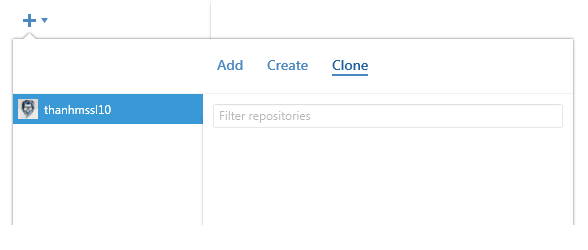 Add Create Clone
thanhmssl10
Filter repositories